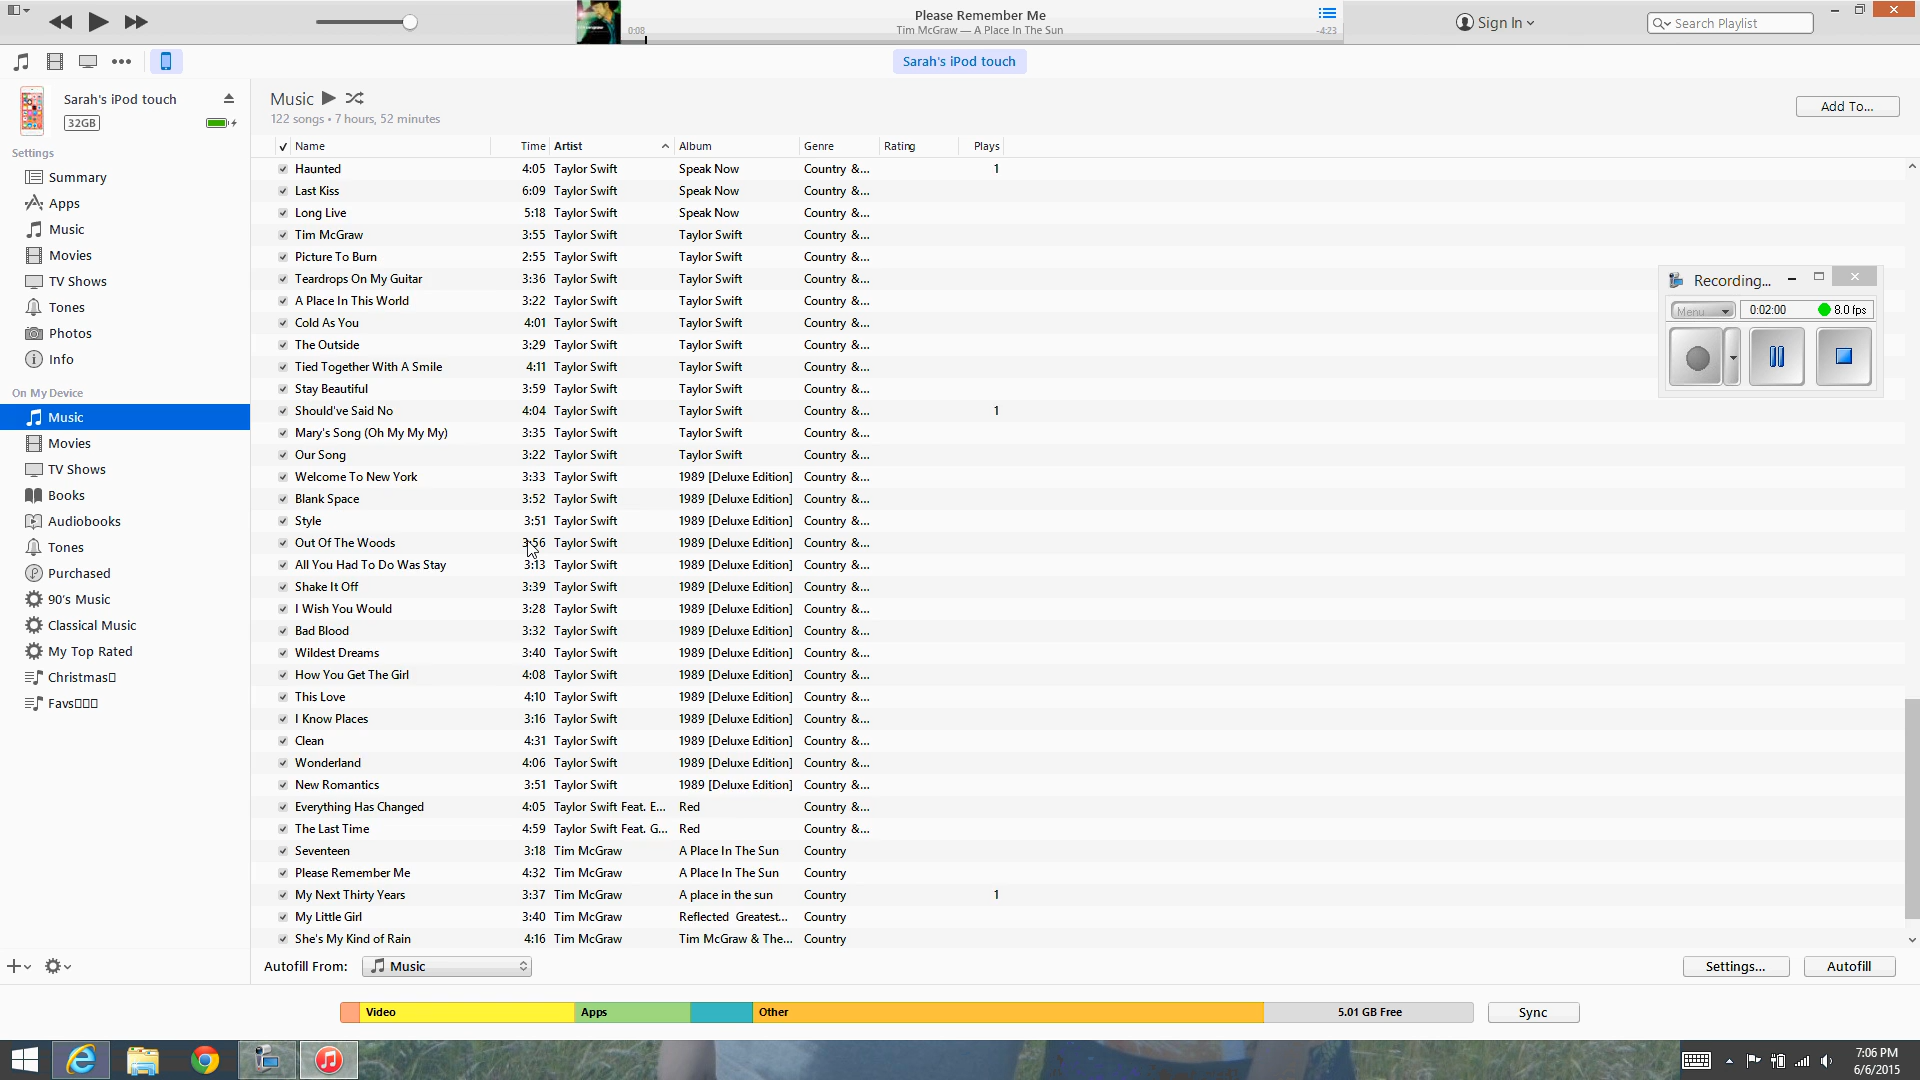 Please Remember Me
Tim McGraw — A Place In The Sun
0:08
-4:23
Sign In
Search Playlist
Sarah's iPod touch
Sarah's iPod touch
32GB
Music
122 songs • 7 hours, 52 minutes
Add To...
Settings
Summary
Apps
Music
Movies
TV Shows
Tones
Photos
Info
On My Device
Music
Movies
TV Shows
Books
Audiobooks
Tones
Purchased
90's Music
Classical Music
My Top Rated
Christmas
Favs
Name Time Artist Album Genre Rating Plays
Haunted 4:05 Taylor Swift Speak Now Country &... 1
Last Kiss 6:09 Taylor Swift Speak Now Country &...
Long Live 5:18 Taylor Swift Speak Now Country &...
Tim McGraw 3:55 Taylor Swift Taylor Swift Country &...
Picture To Burn 2:55 Taylor Swift Taylor Swift Country &...
Teardrops On My Guitar 3:36 Taylor Swift Taylor Swift Country &...
A Place In This World 3:22 Taylor Swift Taylor Swift Country &...
Cold As You 4:01 Taylor Swift Taylor Swift Country &...
The Outside 3:29 Taylor Swift Taylor Swift Country &...
Tied Together With A Smile 4:11 Taylor Swift Taylor Swift Country &...
Stay Beautiful 3:59 Taylor Swift Taylor Swift Country &...
Should've Said No 4:04 Taylor Swift Taylor Swift Country &... 1
Mary's Song (Oh My My My) 3:35 Taylor Swift Taylor Swift Country &...
Our Song 3:22 Taylor Swift Taylor Swift Country &...
Welcome To New York 3:33 Taylor Swift 1989 [Deluxe Edition] Country &...
Blank Space 3:52 Taylor Swift 1989 [Deluxe Edition] Country &...
Style 3:51 Taylor Swift 1989 [Deluxe Edition] Country &...
Out Of The Woods 3:56 Taylor Swift 1989 [Deluxe Edition] Country &...
All You Had To Do Was Stay 3:13 Taylor Swift 1989 [Deluxe Edition] Country &...
Shake It Off 3:39 Taylor Swift 1989 [Deluxe Edition] Country &...
I Wish You Would 3:28 Taylor Swift 1989 [Deluxe Edition] Country &...
Bad Blood 3:32 Taylor Swift 1989 [Deluxe Edition] Country &...
Wildest Dreams 3:40 Taylor Swift 1989 [Deluxe Edition] Country &...
How You Get The Girl 4:08 Taylor Swift 1989 [Deluxe Edition] Country &...
This Love 4:10 Taylor Swift 1989 [Deluxe Edition] Country &...
I Know Places 3:16 Taylor Swift 1989 [Deluxe Edition] Country &...
Clean 4:31 Taylor Swift 1989 [Deluxe Edition] Country &...
Wonderland 4:06 Taylor Swift 1989 [Deluxe Edition] Country &...
New Romantics 3:51 Taylor Swift 1989 [Deluxe Edition] Country &...
Everything Has Changed 4:05 Taylor Swift Feat. E... Red Country &...
The Last Time 4:59 Taylor Swift Feat. G... Red Country &...
Seventeen 3:18 Tim McGraw A Place In The Sun Country
Please Remember Me 4:32 Tim McGraw A Place In The Sun Country
My Next Thirty Years 3:37 Tim McGraw A place in the sun Country 1
My Little Girl 3:40 Tim McGraw Reflected Greatest... Country
She's My Kind of Rain 4:16 Tim McGraw Tim McGraw & The... Country
Recording...
Menu
0:02:00
8.0 fps
Autofill From: Music
Settings...
Autofill
Video
Apps
Other
5.01 GB Free
Sync
7:06 PM
6/6/2015